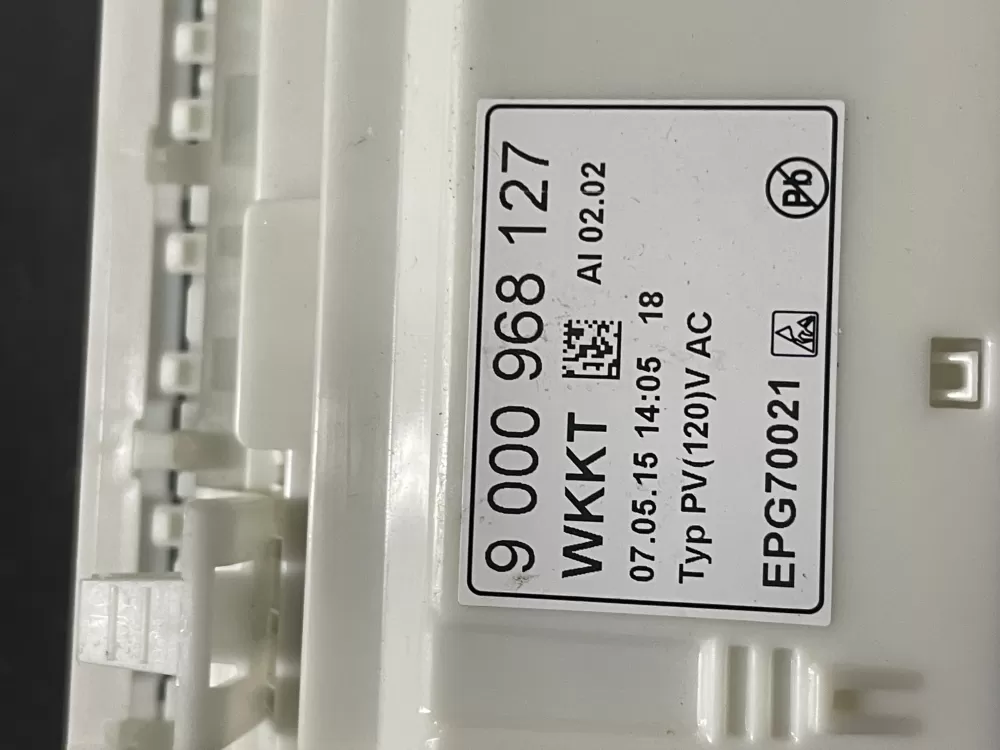 9 000 968 127
WKKT AI 02.02
07.05.15 14:05 18
Typ PV(120)V AC
EPG70021 Pb